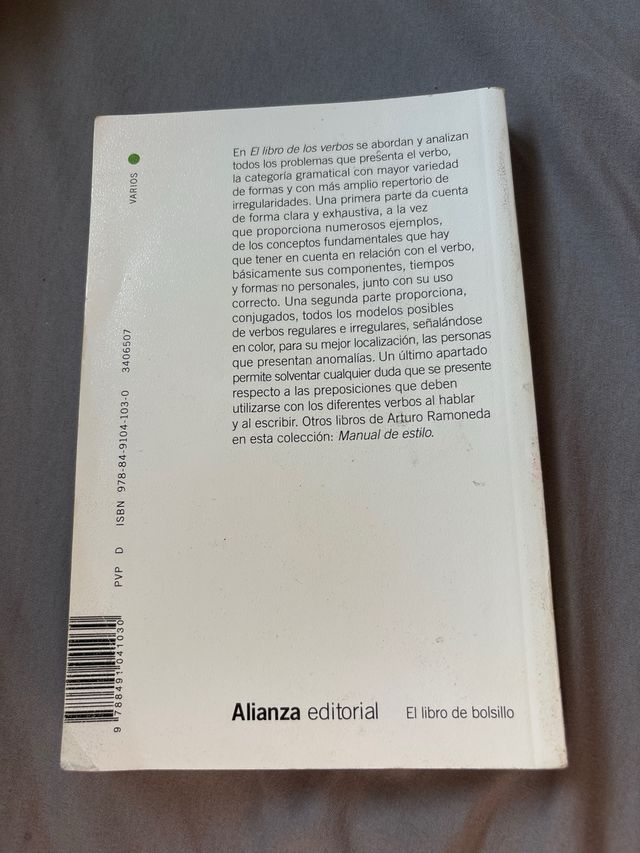 En El libro de los verbos se abordan y analizan
todos los problemas que presenta el verbo,
la categoría gramatical con mayor variedad
de formas y con más amplio repertorio de
irregularidades. Una primera parte da cuenta
de forma clara y exhaustiva, a la vez
que proporciona numerosos ejemplos,
de los conceptos fundamentales que hay
que tener en cuenta en relación con el verbo,
básicamente sus componentes, tiempos
y formas no personales, junto con su uso
correcto. Una segunda parte proporciona,
conjugados, todos los modelos posibles
de verbos regulares e irregulares, señalándose
en color, para su mejor localización, las personas
que presentan anomalías. Un último apartado
permite solventar cualquier duda que se presente
respecto a las preposiciones que deben
utilizarse con los diferentes verbos al hablar
y al escribir. Otros libros de Arturo Ramoneda
en esta colección: Manual de estilo.
VARIOS
PVP D ISBN 978-84-9104-103-0 3406507
9 788491 041030
Alianza editorial El libro de bolsillo